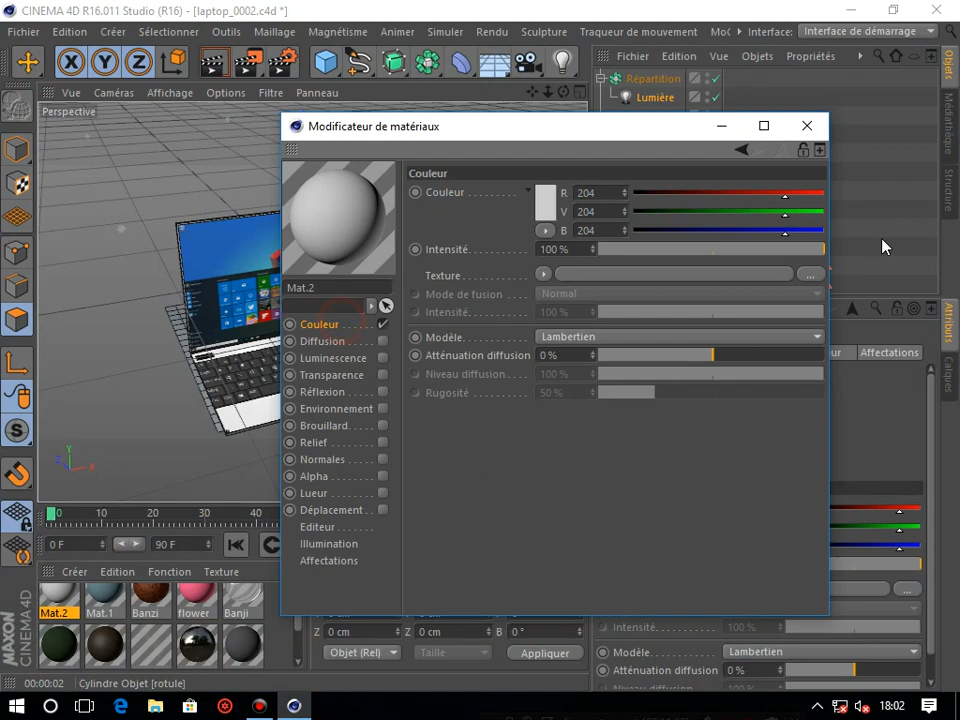 CINEMA 4D R16.011 Studio (R16) - [laptop_0002.c4d *]
Fichier Edition Créer Sélectionner Outils Maillage Magnétisme Animer Simuler Rendu Sculpture Traqueur de mouvement Interface: Interface de démarrage
Fichier Edition Vue Objets Propriétés
Répartition
Lumière
Vue Caméras Affichage Options Filtre Panneau
Perspective
Objets
Médiathèque
Structure
Attributs
Calques
Modificateur de matériaux
Couleur
Couleur
R 204
V 204
B 204
Intensité 100 %
Texture ...
Mode de fusion Normal
Intensité 100 %
Modèle Lambertien
Atténuation diffusion 0 %
Niveau diffusion 100 %
Rugosité 50 %
Mat.2
Couleur
Diffusion
Luminescence
Transparence
Réflexion
Environnement
Brouillard
Relief
Normales
Alpha
Lueur
Déplacement
Editeur
Illumination
Affectations
Affectations
Y
X
Z
0 10 20 30 40
0 F 90 F
Créer Edition Fonction Texture
Mat.2 Mat.1 Banzi flower Banji
Z 0 cm Z 0 cm B 0 °
Objet (Rel) Taille Appliquer
Intensité 100 %
Modèle Lambertien
Atténuation diffusion 0 %
MAXON
CINEMA 4D
00:00:02 Cylindre Objet [rotule]
18:02